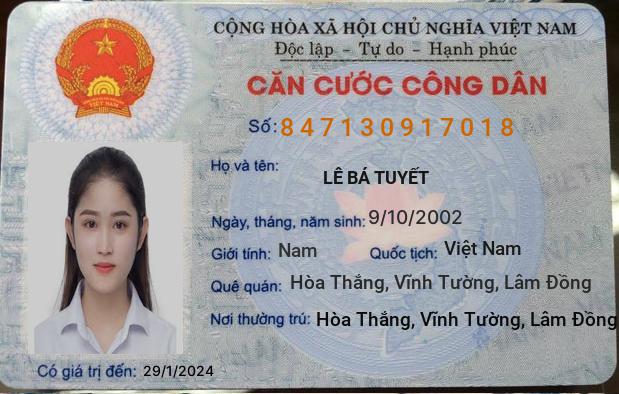 CỘNG HÒA XÃ HỘI CHỦ NGHĨA VIỆT NAM
Độc lập - Tự do - Hạnh phúc
CĂN CƯỚC CÔNG DÂN
Số: 847130917018
Họ và tên:
LÊ BÁ TUYẾT
Ngày, tháng, năm sinh: 9/10/2002
Giới tính: Nam Quốc tịch: Việt Nam
Quê quán: Hòa Thắng, Vĩnh Tường, Lâm Đồng
Nơi thường trú: Hòa Thắng, Vĩnh Tường, Lâm Đồng
Có giá trị đến: 29/1/2024
VIỆT NAM